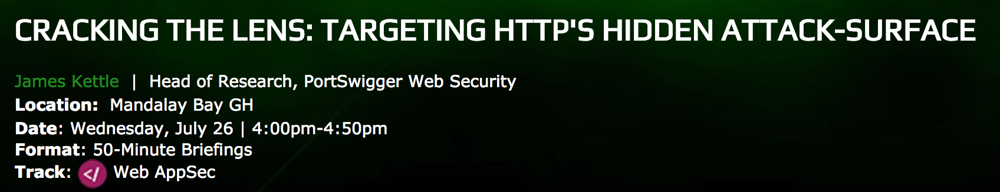 CRACKING THE LENS: TARGETING HTTP'S HIDDEN ATTACK-SURFACE
James Kettle | Head of Research, PortSwigger Web Security
Location: Mandalay Bay GH
Date: Wednesday, July 26 | 4:00pm-4:50pm
Format: 50-Minute Briefings
Track: </ Web AppSec